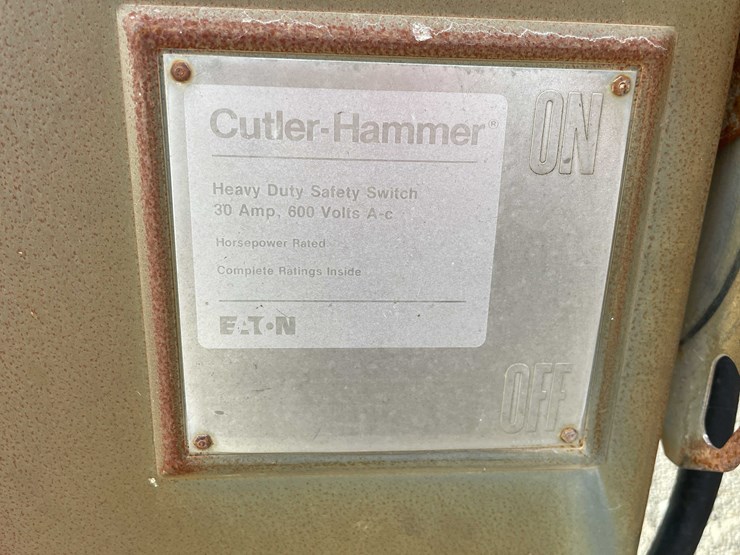 Cutler-Hammer®
ON
Heavy Duty Safety Switch
30 Amp, 600 Volts A-c
Horsepower Rated
Complete Ratings Inside
E•T•N
OFF